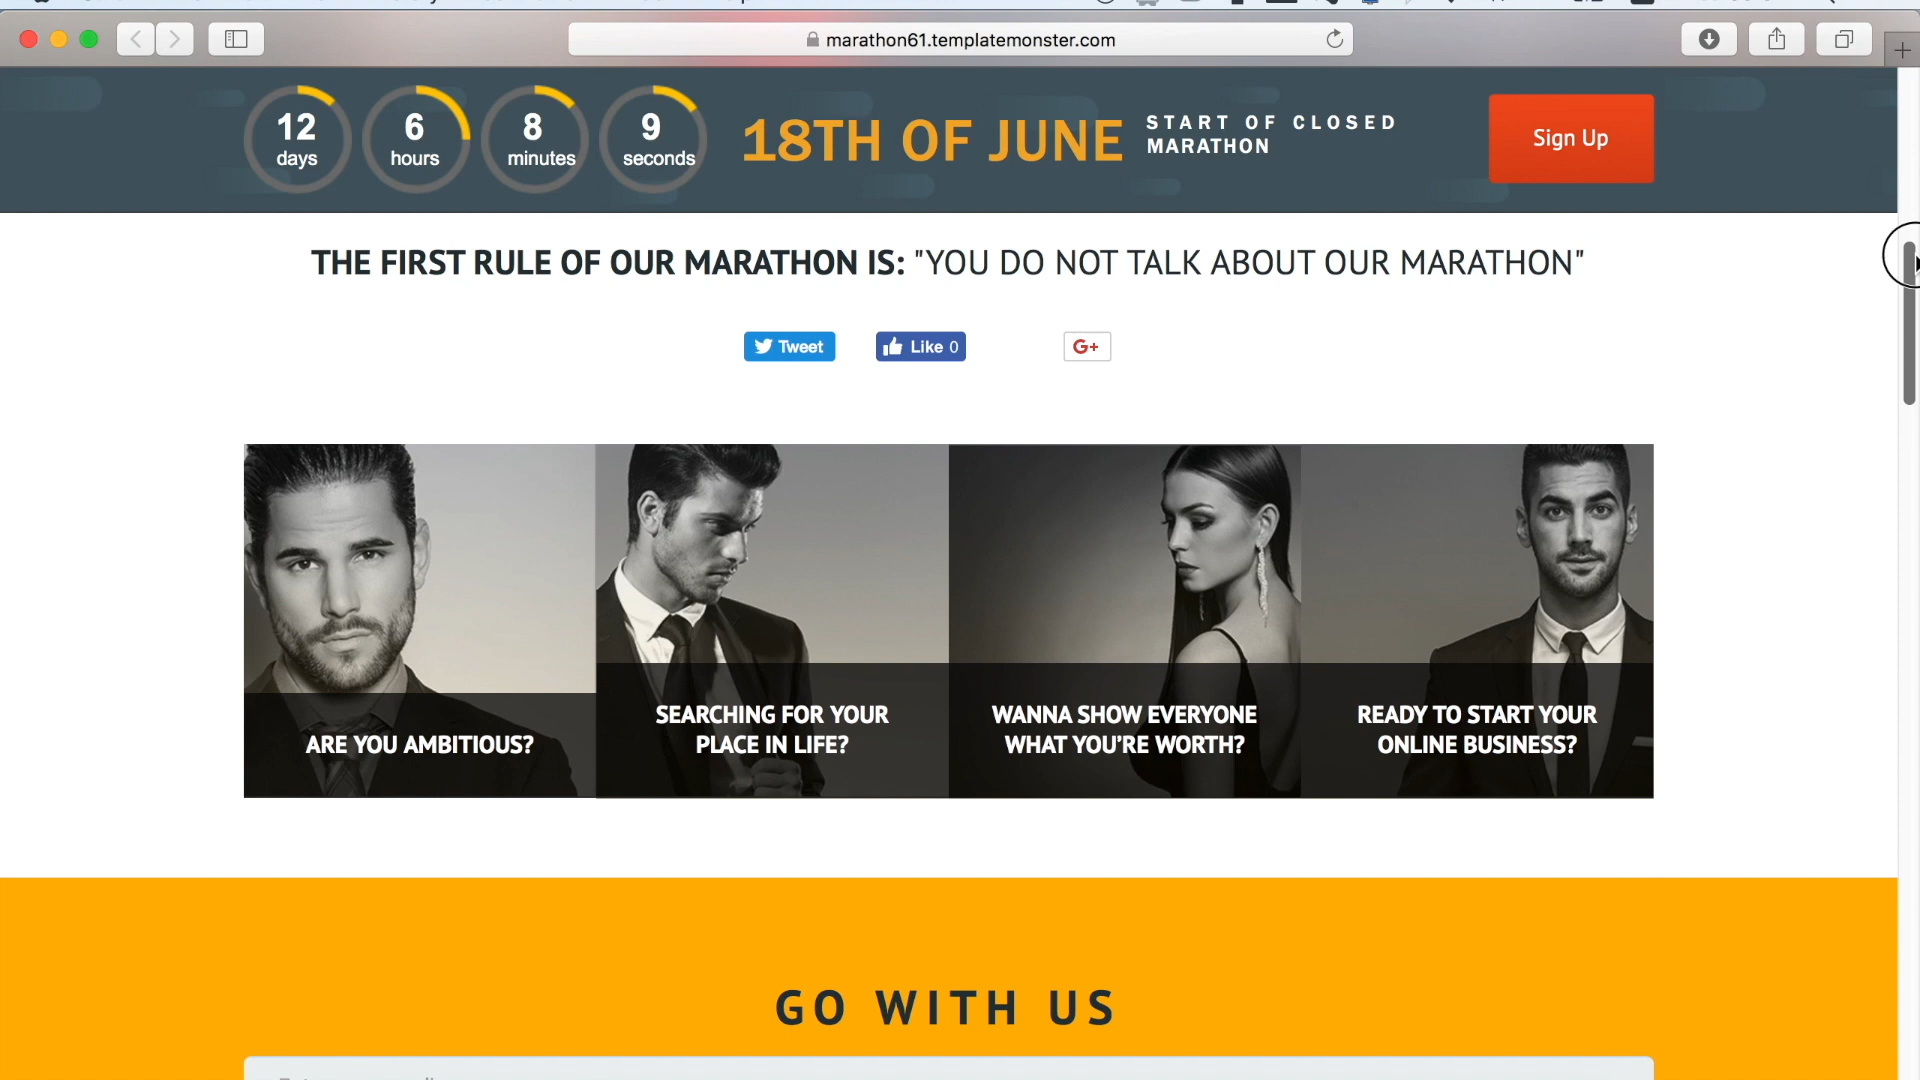 marathon61.templatemonster.com
12
days
6
hours
8
minutes
9
seconds
18TH OF JUNE
START OF CLOSED
MARATHON
Sign Up
THE FIRST RULE OF OUR MARATHON IS: "YOU DO NOT TALK ABOUT OUR MARATHON"
Tweet
Like 0
G+
ARE YOU AMBITIOUS?
SEARCHING FOR YOUR
PLACE IN LIFE?
WANNA SHOW EVERYONE
WHAT YOU'RE WORTH?
READY TO START YOUR
ONLINE BUSINESS?
GO WITH US